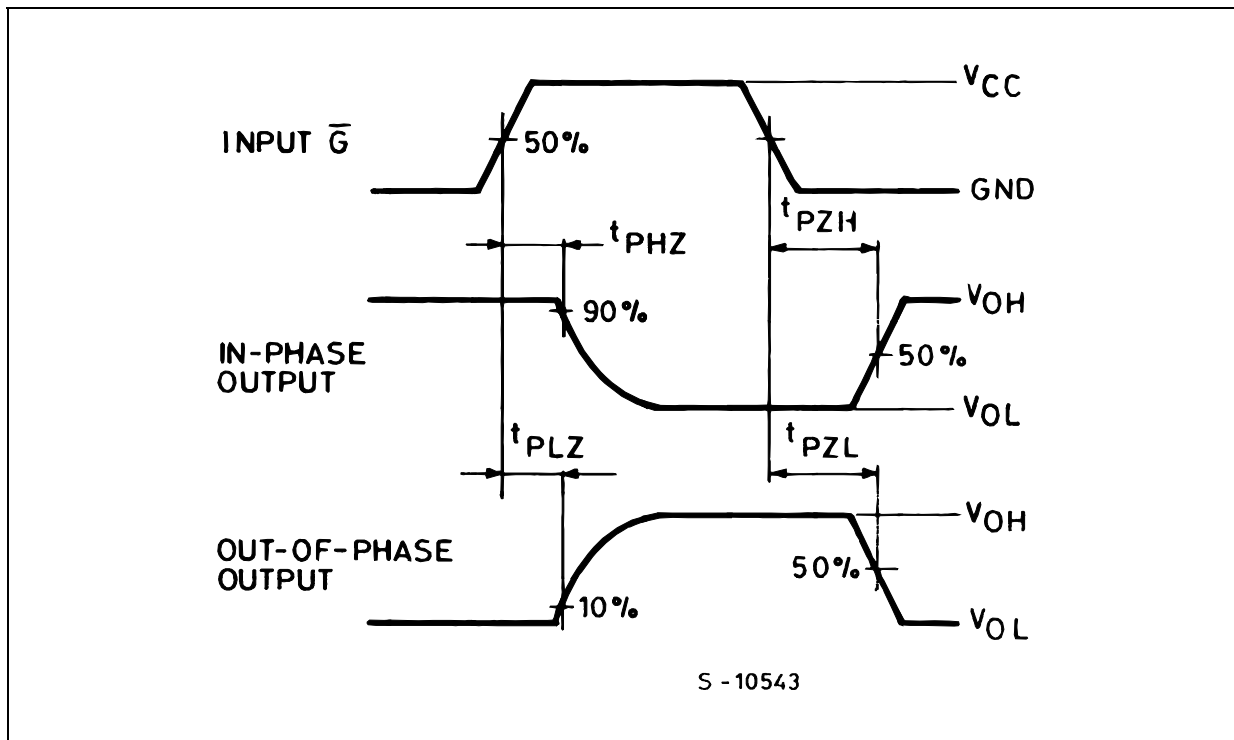 VCC
INPUT G̅
50%
GND
tPZH
tPHZ
VOH
90%
50%
IN-PHASE
OUTPUT
VOL
tPLZ
tPZL
VOH
OUT-OF-PHASE
OUTPUT
50%
10%
VOL
S-10543